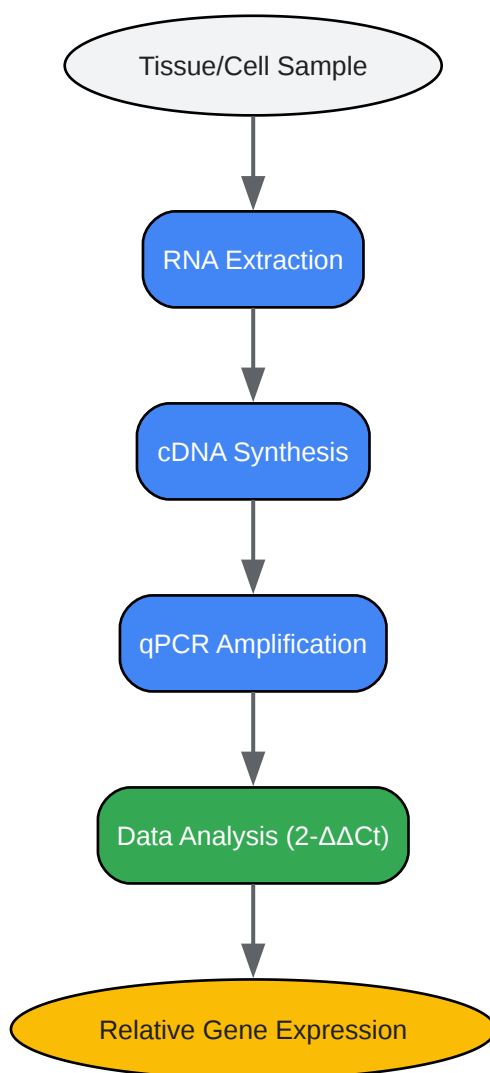 Tissue/Cell Sample
RNA Extraction
cDNA Synthesis
qPCR Amplification
Data Analysis (2-ΔΔCt)
Relative Gene Expression